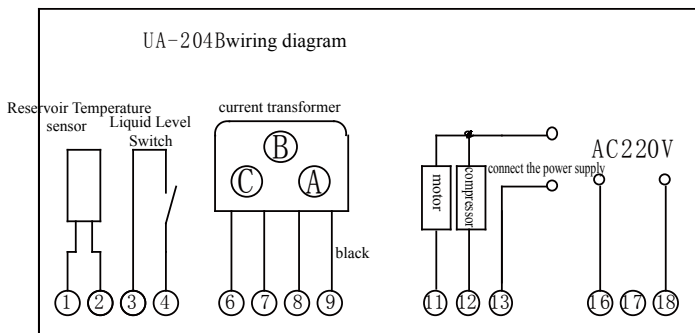 UA-204Bwiring diagram
Reservoir Temperature
sensor
Liquid Level
Switch
current transformer
B
C A
black
motor
compressor
connect the power supply
AC220V
1 2 3 4 6 7 8 9 11 12 13 16 17 18